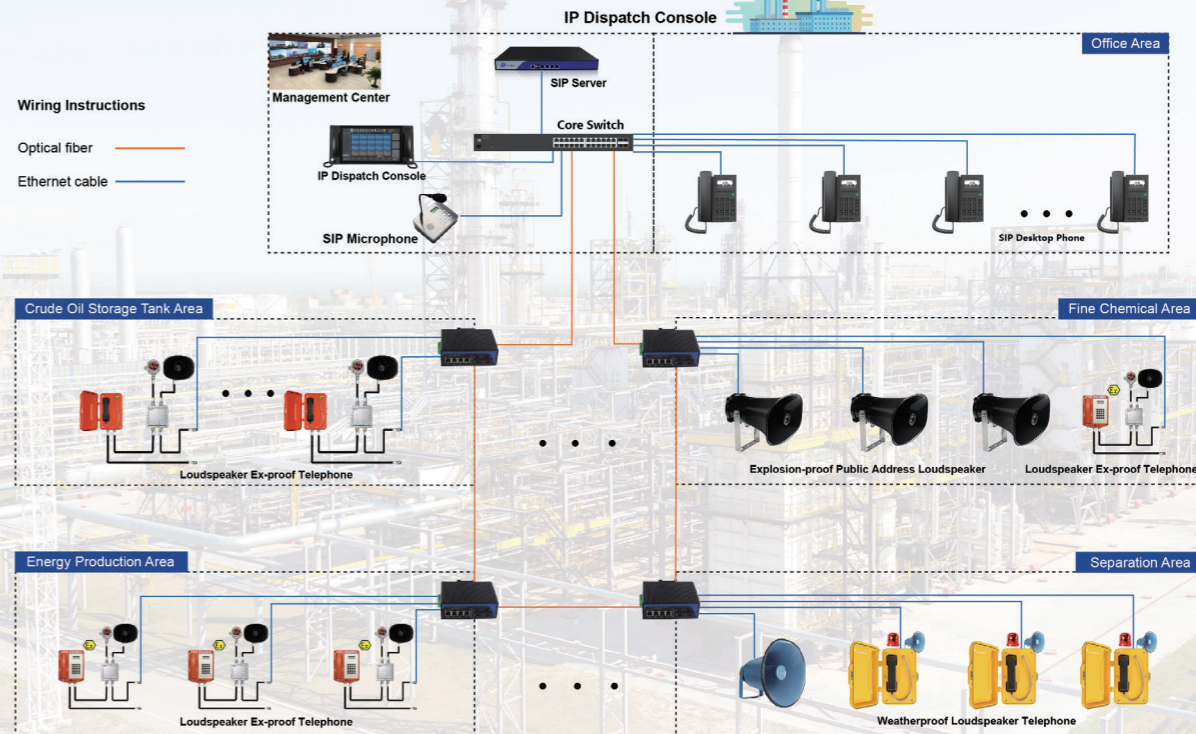 IP Dispatch Console
Office Area
Management Center
SIP Server
Wiring Instructions
Core Switch
Optical fiber
Ethernet cable
IP Dispatch Console
SIP Microphone
SIP Desktop Phone
Crude Oil Storage Tank Area
Fine Chemical Area
Explosion-proof Public Address Loudspeaker
Loudspeaker Ex-proof Telephone
Loudspeaker Ex-proof Telephone
Energy Production Area
Separation Area
Loudspeaker Ex-proof Telephone
Weatherproof Loudspeaker Telephone